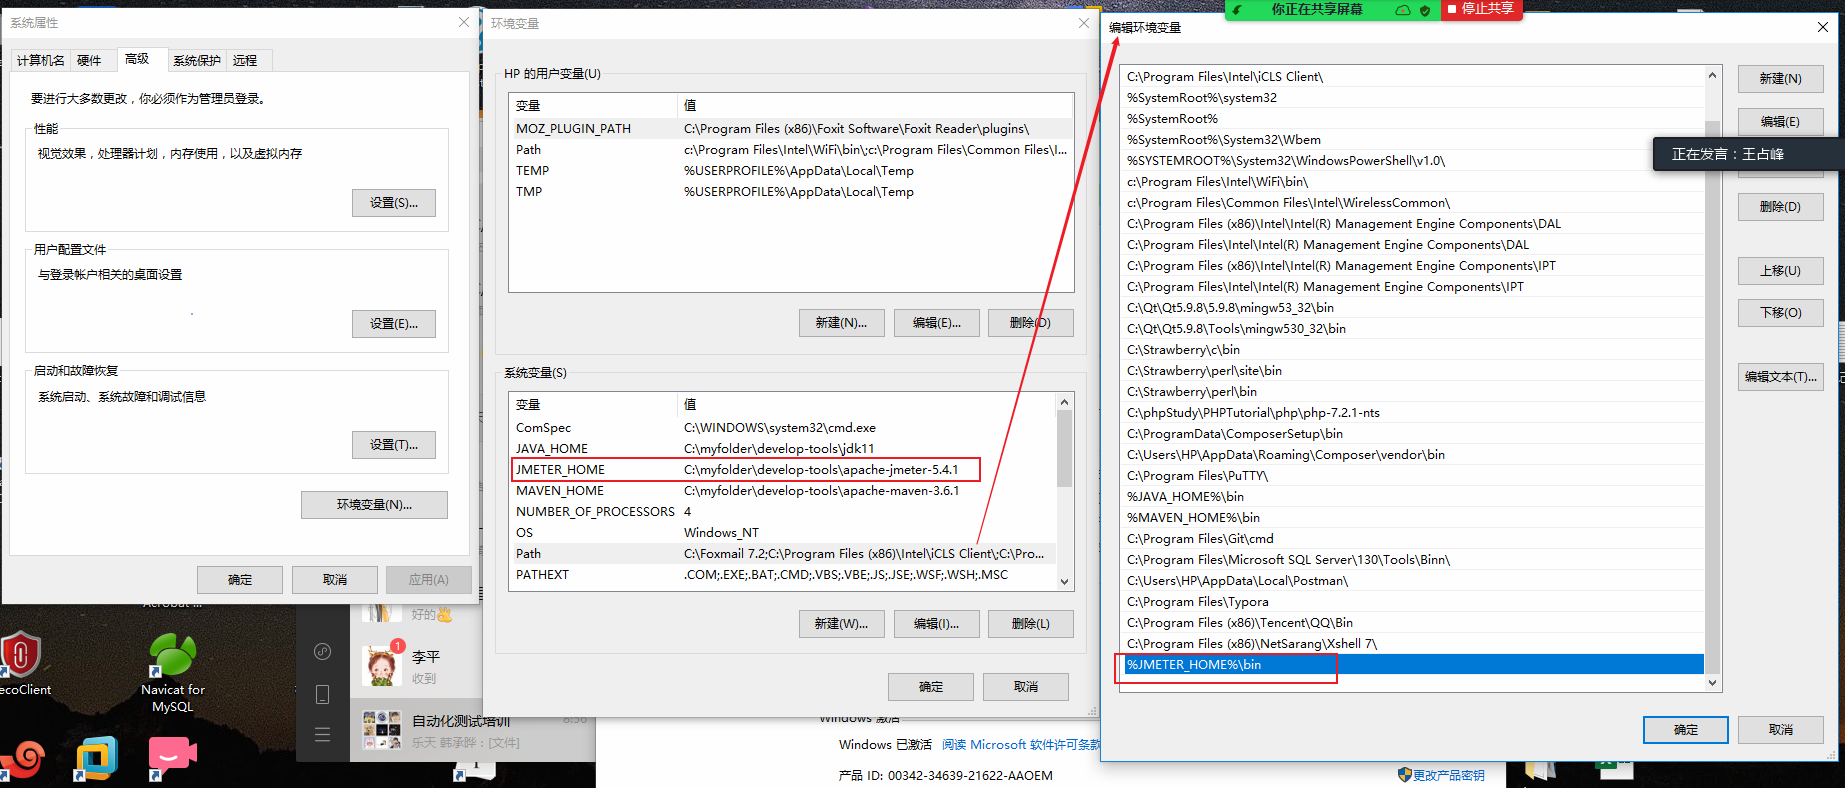 系统属性
计算机名
硬件
高级
系统保护
远程
要进行大多数更改，你必须作为管理员登录。
性能
视觉效果，处理器计划，内存使用，以及虚拟内存
设置(S)...
用户配置文件
与登录帐户相关的桌面设置
设置(E)...
启动和故障恢复
系统启动、系统故障和调试信息
设置(T)...
环境变量(N)...
确定
取消
应用(A)
环境变量
HP 的用户变量(U)
变量 值
MOZ_PLUGIN_PATH C:\Program Files (x86)\Foxit Software\Foxit Reader\plugins\
Path c:\Program Files\Intel\WiFi\bin\;c:\Program Files\Common Files\I...
TEMP %USERPROFILE%\AppData\Local\Temp
TMP %USERPROFILE%\AppData\Local\Temp
新建(N)...
编辑(E)...
删除(D)
系统变量(S)
变量 值
ComSpec C:\WINDOWS\system32\cmd.exe
JAVA_HOME C:\myfolder\develop-tools\jdk11
JMETER_HOME C:\myfolder\develop-tools\apache-jmeter-5.4.1
MAVEN_HOME C:\myfolder\develop-tools\apache-maven-3.6.1
NUMBER_OF_PROCESSORS 4
OS Windows_NT
Path C:\Foxmail 7.2;C:\Program Files (x86)\Intel\iCLS Client\;C:\Pro...
PATHEXT .COM;.EXE;.BAT;.CMD;.VBS;.VBE;.JS;.JSE;.WSF;.WSH;.MSC
新建(W)...
编辑(I)...
删除(L)
确定
取消
你正在共享屏幕
停止共享
编辑环境变量
C:\Program Files\Intel\iCLS Client\
%SystemRoot%\system32
%SystemRoot%
%SystemRoot%\System32\Wbem
%SYSTEMROOT%\System32\WindowsPowerShell\v1.0\
c:\Program Files\Intel\WiFi\bin\
c:\Program Files\Common Files\Intel\WirelessCommon\
C:\Program Files (x86)\Intel\Intel(R) Management Engine Components\DAL
C:\Program Files\Intel\Intel(R) Management Engine Components\DAL
C:\Program Files (x86)\Intel\Intel(R) Management Engine Components\IPT
C:\Program Files\Intel\Intel(R) Management Engine Components\IPT
C:\Qt\Qt5.9.8\5.9.8\mingw53_32\bin
C:\Qt\Qt5.9.8\Tools\mingw530_32\bin
C:\Strawberry\c\bin
C:\Strawberry\perl\site\bin
C:\Strawberry\perl\bin
C:\phpStudy\PHPTutorial\php\php-7.2.1-nts
C:\ProgramData\ComposerSetup\bin
C:\Users\HP\AppData\Roaming\Composer\vendor\bin
C:\Program Files\PuTTY\
%JAVA_HOME%\bin
%MAVEN_HOME%\bin
C:\Program Files\Git\cmd
C:\Program Files\Microsoft SQL Server\130\Tools\Binn\
C:\Users\HP\AppData\Local\Postman\
C:\Program Files\Typora
C:\Program Files (x86)\Tencent\QQ\Bin
C:\Program Files (x86)\NetSarang\Xshell 7\
%JMETER_HOME%\bin
新建(N)
编辑(E)
正在发言：王占峰
删除(D)
上移(U)
下移(O)
编辑文本(T)...
确定
取消
好的
1
李平
收到
自动化测试培训 8:56
乐天 韩承晔：[文件]
ecoClient
Navicat for
MySQL
Windows 激活
Windows 已激活 阅读 Microsoft 软件许可条款
产品 ID: 00342-34639-21622-AAOEM
更改产品密钥